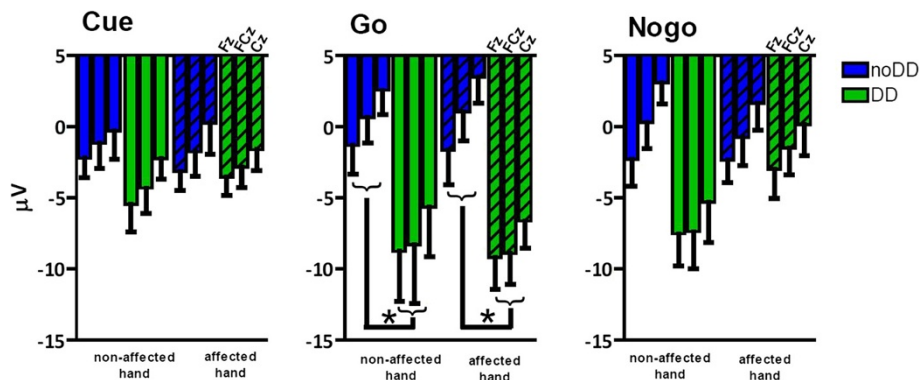 Cue
Go
Nogo
Fz FCz Cz
Fz FCz Cz
Fz FCz Cz
noDD
DD
μV
5
0
-5
-10
-15
5
0
-5
-10
-15
5
0
-5
-10
-15
*
*
non-affected
hand
affected
hand
non-affected
hand
affected
hand
non-affected
hand
affected
hand